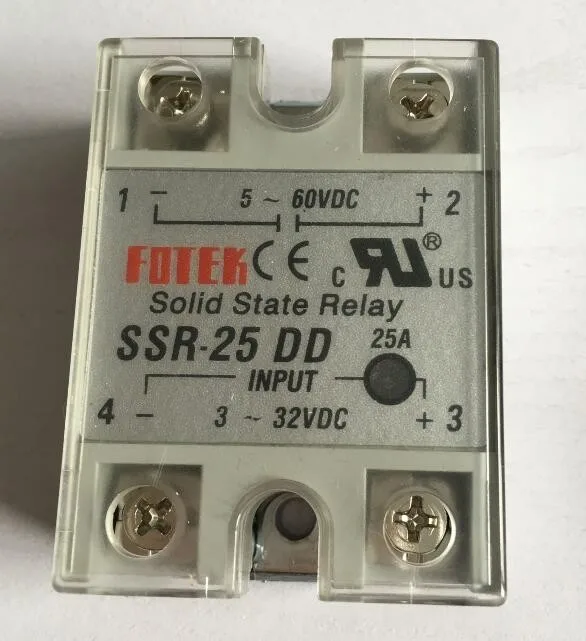 1 − 5 ~ 60VDC + 2
FOTEK CE c RU ® US
Solid State Relay
SSR-25 DD 25A
INPUT
4 − 3 ~ 32VDC + 3